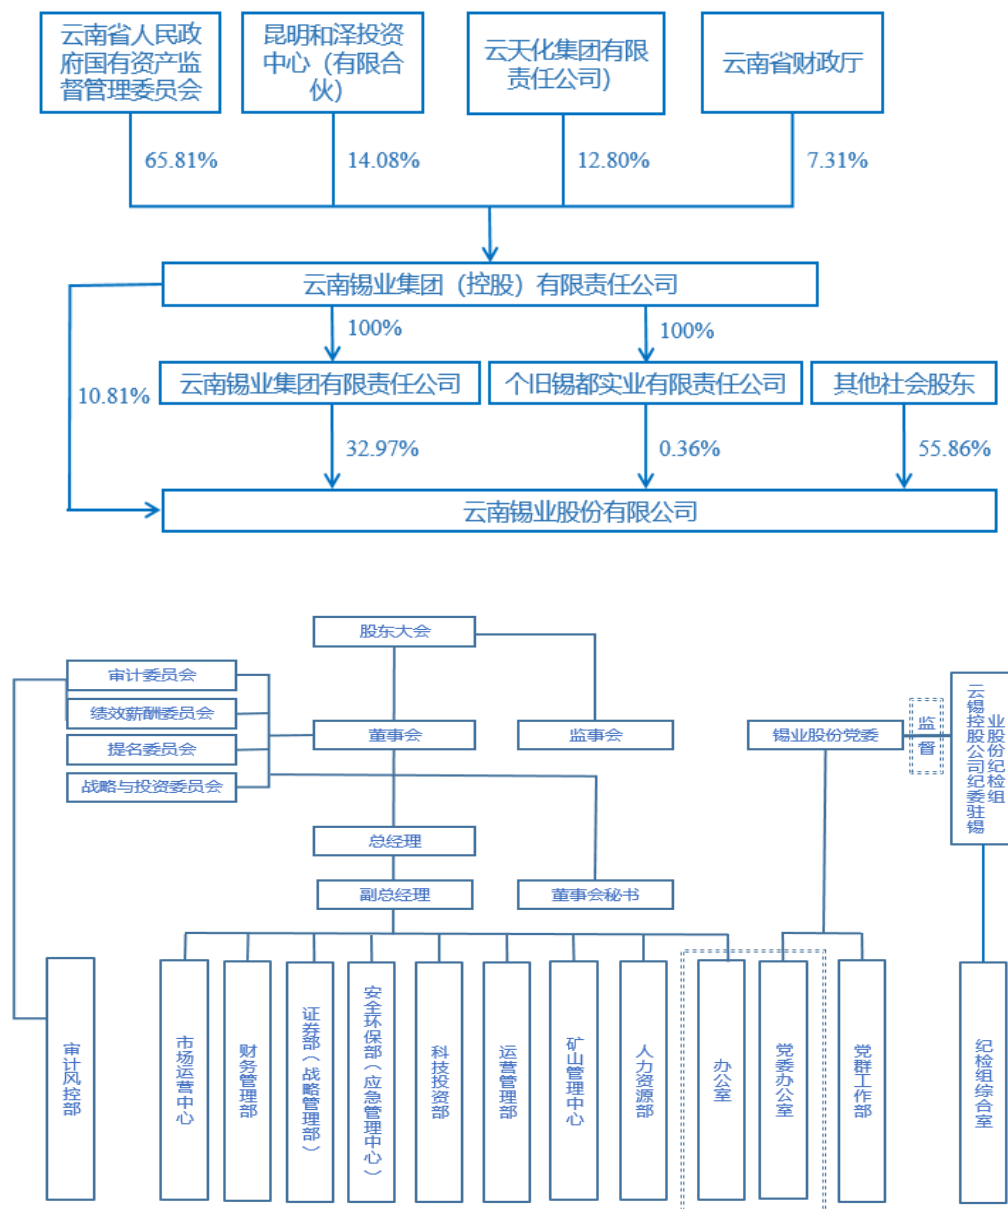 云南省人民政
府国有资产监
督管理委员会
昆明和泽投资
中心（有限合
伙）
云天化集团有限
责任公司）
云南省财政厅
65.81%
14.08%
12.80%
7.31%
云南锡业集团（控股）有限责任公司
100%
100%
10.81%
云南锡业集团有限责任公司
个旧锡都实业有限责任公司
其他社会股东
32.97%
0.36%
55.86%
云南锡业股份有限公司
股东大会
审计委员会
绩效薪酬委员会
提名委员会
战略与投资委员会
董事会
监事会
锡业股份党委
监督
云锡控股公司纪委驻锡
业股份纪检组
总经理
副总经理
董事会秘书
审计风控部
市场运营中心
财务管理部
证券部（战略管理部）
安全环保部（应急管理中心）
科技投资部
运营管理部
矿山管理中心
人力资源部
办公室
党委办公室
党群工作部
纪检组综合室